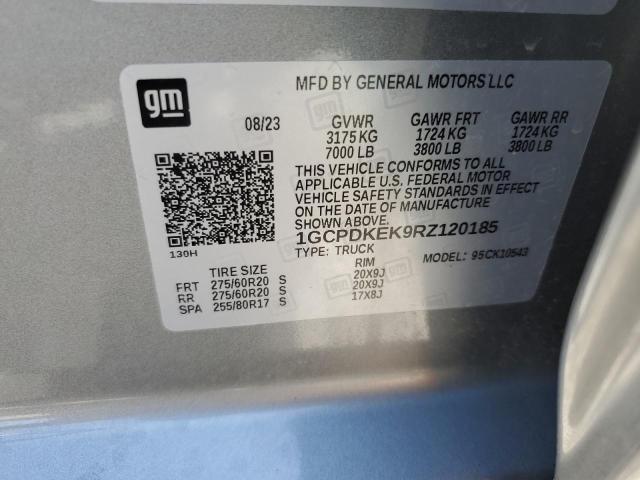 gm
MFD BY GENERAL MOTORS LLC
08/23
GVWR GAWR FRT GAWR RR
3175 KG 1724 KG 1724 KG
7000 LB 3800 LB 3800 LB
THIS VEHICLE CONFORMS TO ALL
APPLICABLE U.S. FEDERAL MOTOR
VEHICLE SAFETY STANDARDS IN EFFECT
ON THE DATE OF MANUFACTURE
SHOWN ABOVE.
1GCPDKEK9RZ120185
TYPE: TRUCK MODEL: 95CK10543
130H
TIRE SIZE RIM
FRT 275/60R20 S 20X9J
RR 275/60R20 S 20X9J
SPA 255/80R17 S 17X8J